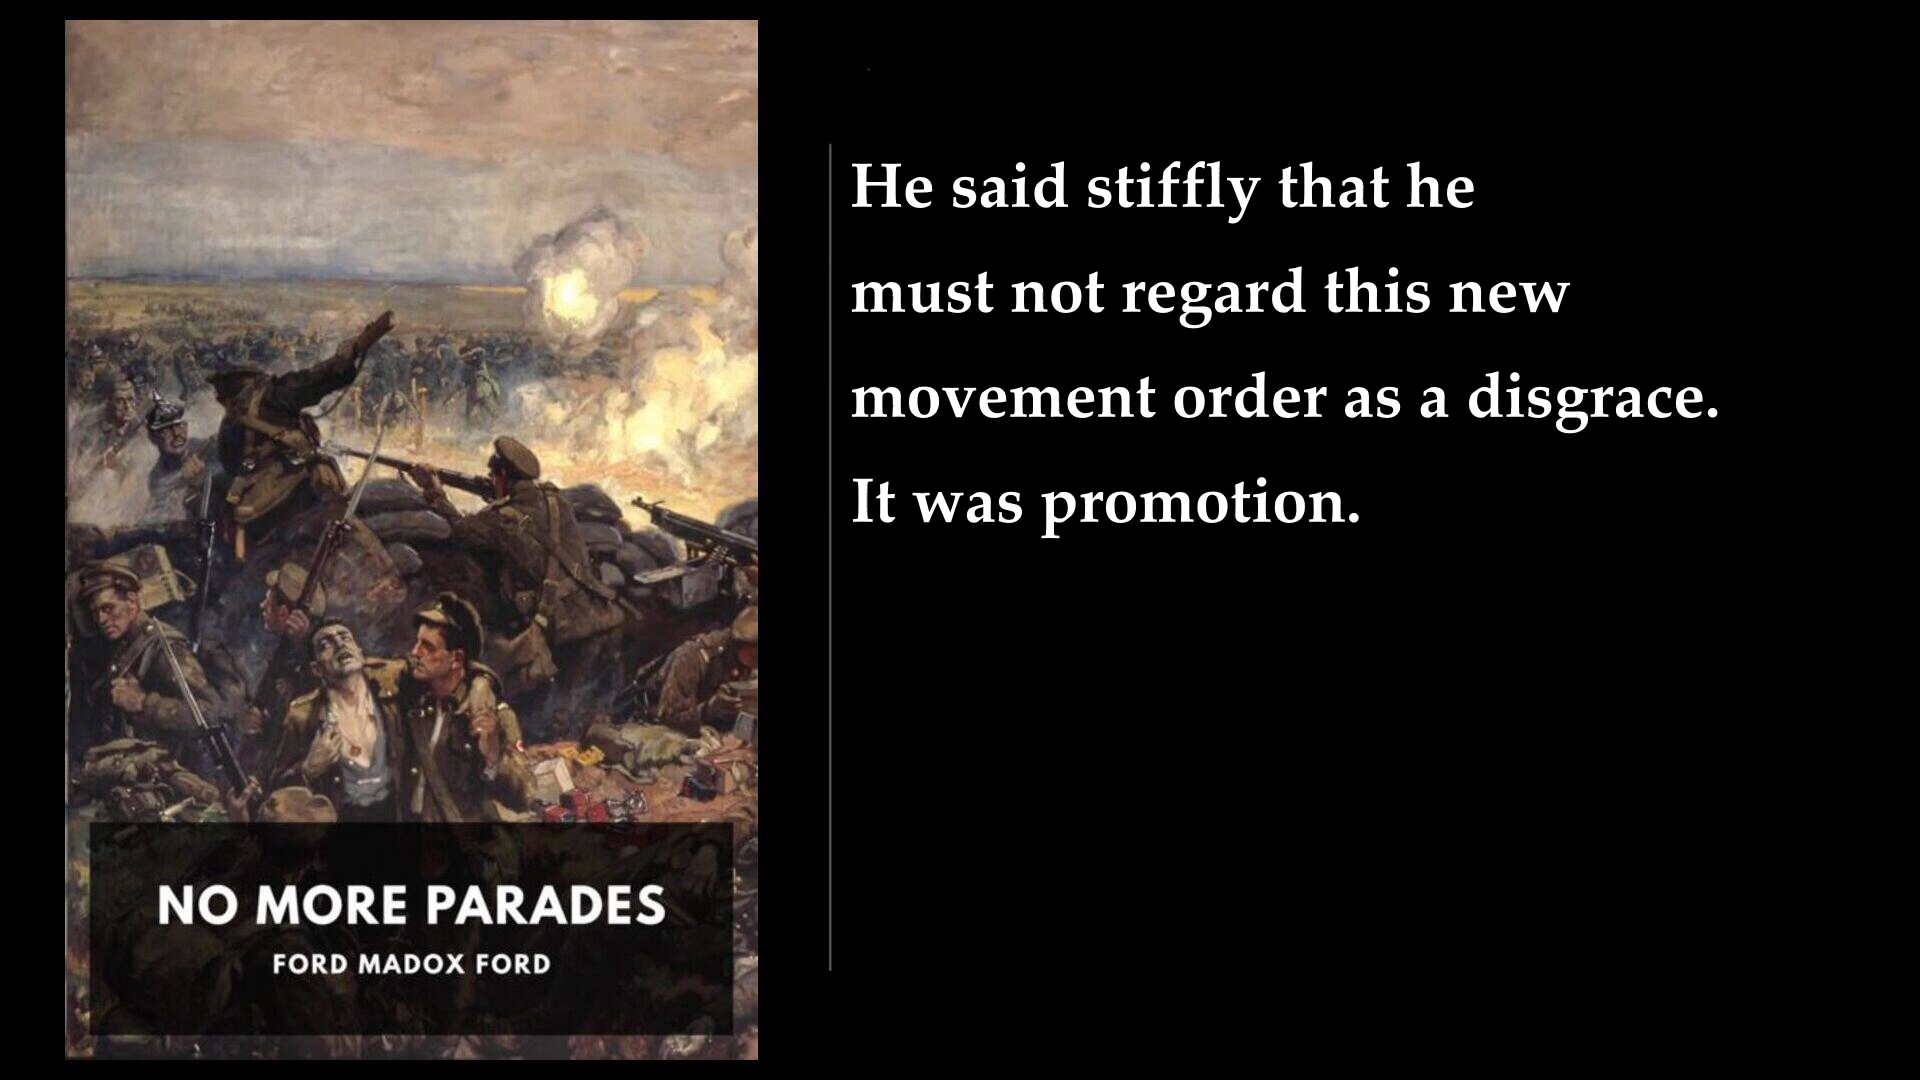 He said stiffly that he
must not regard this new
movement order as a disgrace.
It was promotion.
NO MORE PARADES
FORD MADOX FORD